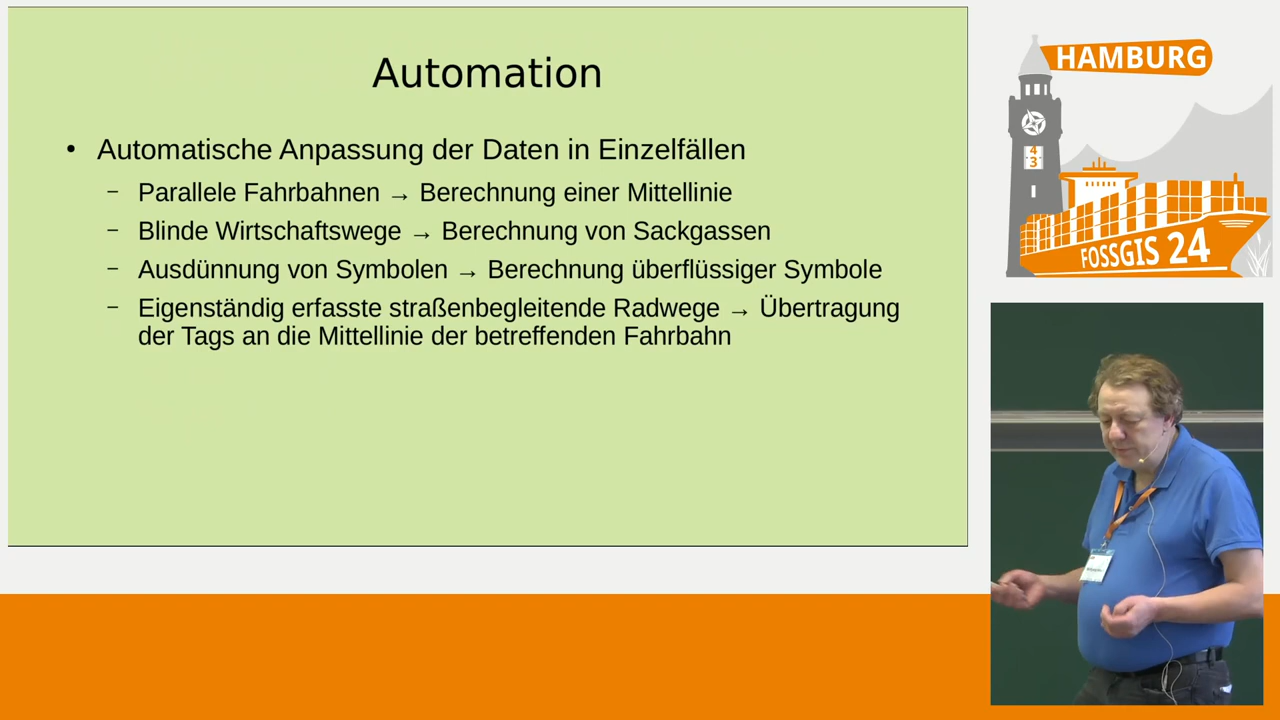 Automation
• Automatische Anpassung der Daten in Einzelfällen
– Parallele Fahrbahnen → Berechnung einer Mittellinie
– Blinde Wirtschaftswege → Berechnung von Sackgassen
– Ausdünnung von Symbolen → Berechnung überflüssiger Symbole
– Eigenständig erfasste straßenbegleitende Radwege → Übertragung
der Tags an die Mittellinie der betreffenden Fahrbahn
HAMBURG
4
3
FOSSGIS 24